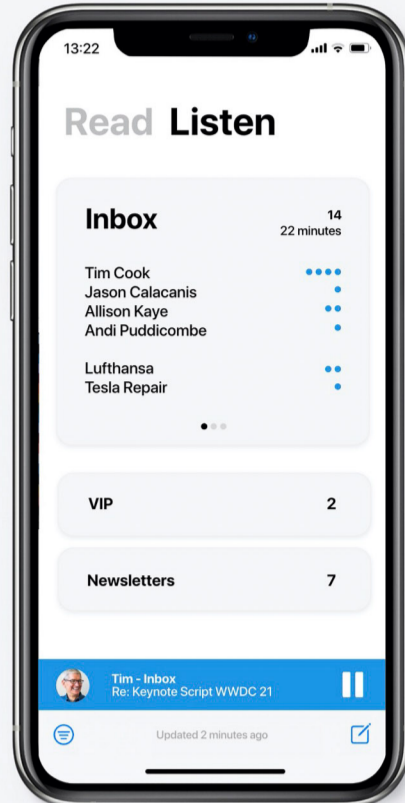 13:22
Read Listen
Inbox
14
22 minutes
Tim Cook
Jason Calacanis
Allison Kaye
Andi Puddicombe
Lufthansa
Tesla Repair
VIP 2
Newsletters 7
Tim - Inbox
Re: Keynote Script WWDC 21
Updated 2 minutes ago